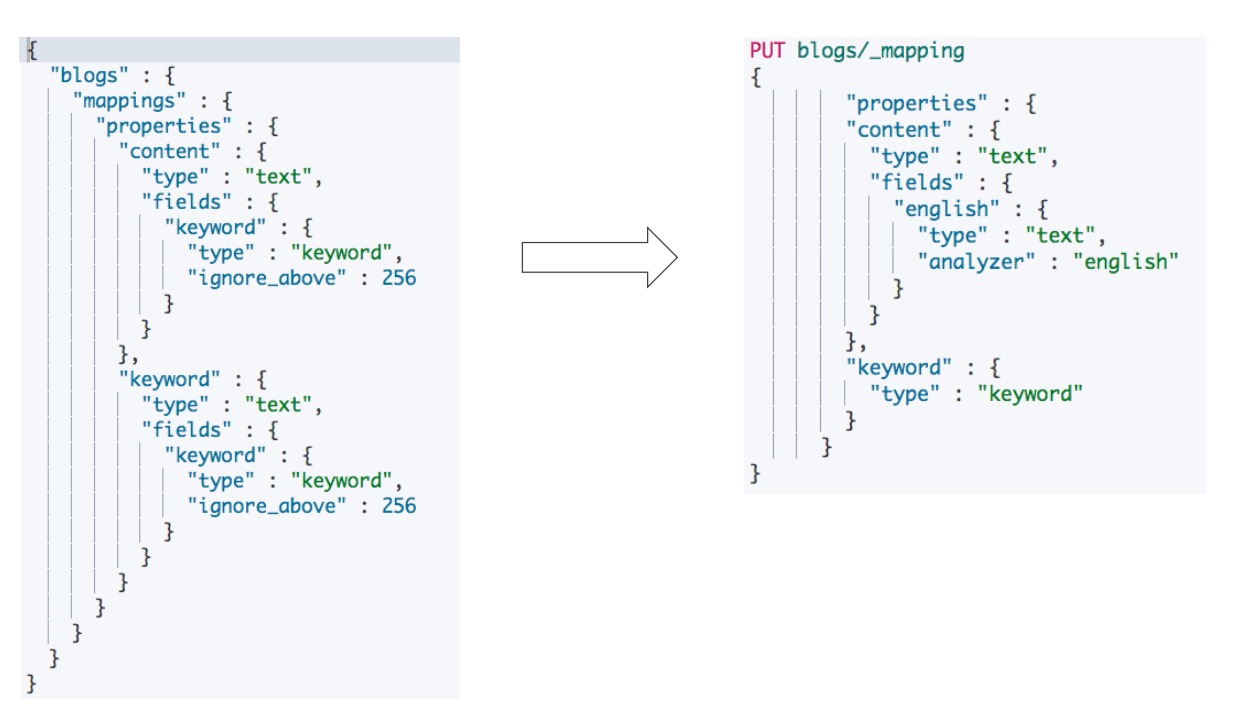 {
"blogs" : {
"mappings" : {
"properties" : {
"content" : {
"type" : "text",
"fields" : {
"keyword" : {
"type" : "keyword",
"ignore_above" : 256
}
}
},
"keyword" : {
"type" : "text",
"fields" : {
"keyword" : {
"type" : "keyword",
"ignore_above" : 256
}
}
}
}
}
}
}
PUT blogs/_mapping
{
"properties" : {
"content" : {
"type" : "text",
"fields" : {
"english" : {
"type" : "text",
"analyzer" : "english"
}
}
},
"keyword" : {
"type" : "keyword"
}
}
}